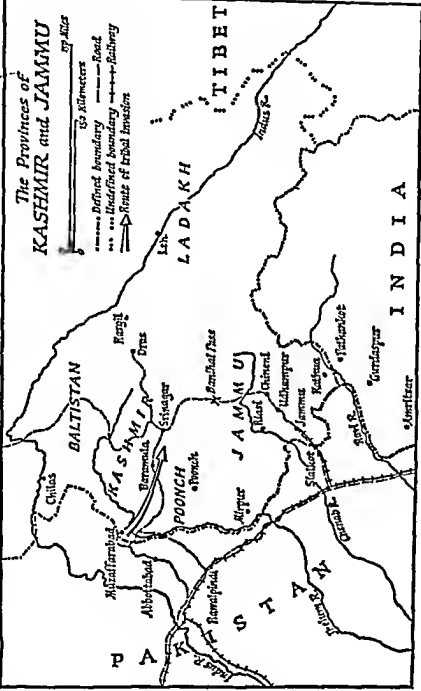 The Provinces of
KASHMIR and JAMMU
150 Kilometers
Defined boundary
Road
Undefined boundary
Railway
Route of tribal invasion
TIBET
Indus R.
LADAKH
Leh
INDIA
BALTISTAN
Kargil
Dras
KASHMIR
Srinagar
Baramula
Chilas
Muzaffarabad
Abbottabad
POONCH
Poonch
Banihal Pass
JAMMU
Riasi
Chineni
Udhampur
Kathua
Pathankot
Gurdaspur
Jammu
Sialkot
Ravi R.
Amritsar
Mirpur
Chenab R.
Rawalpindi
PAKISTAN
Jhelum R.
Indus R.